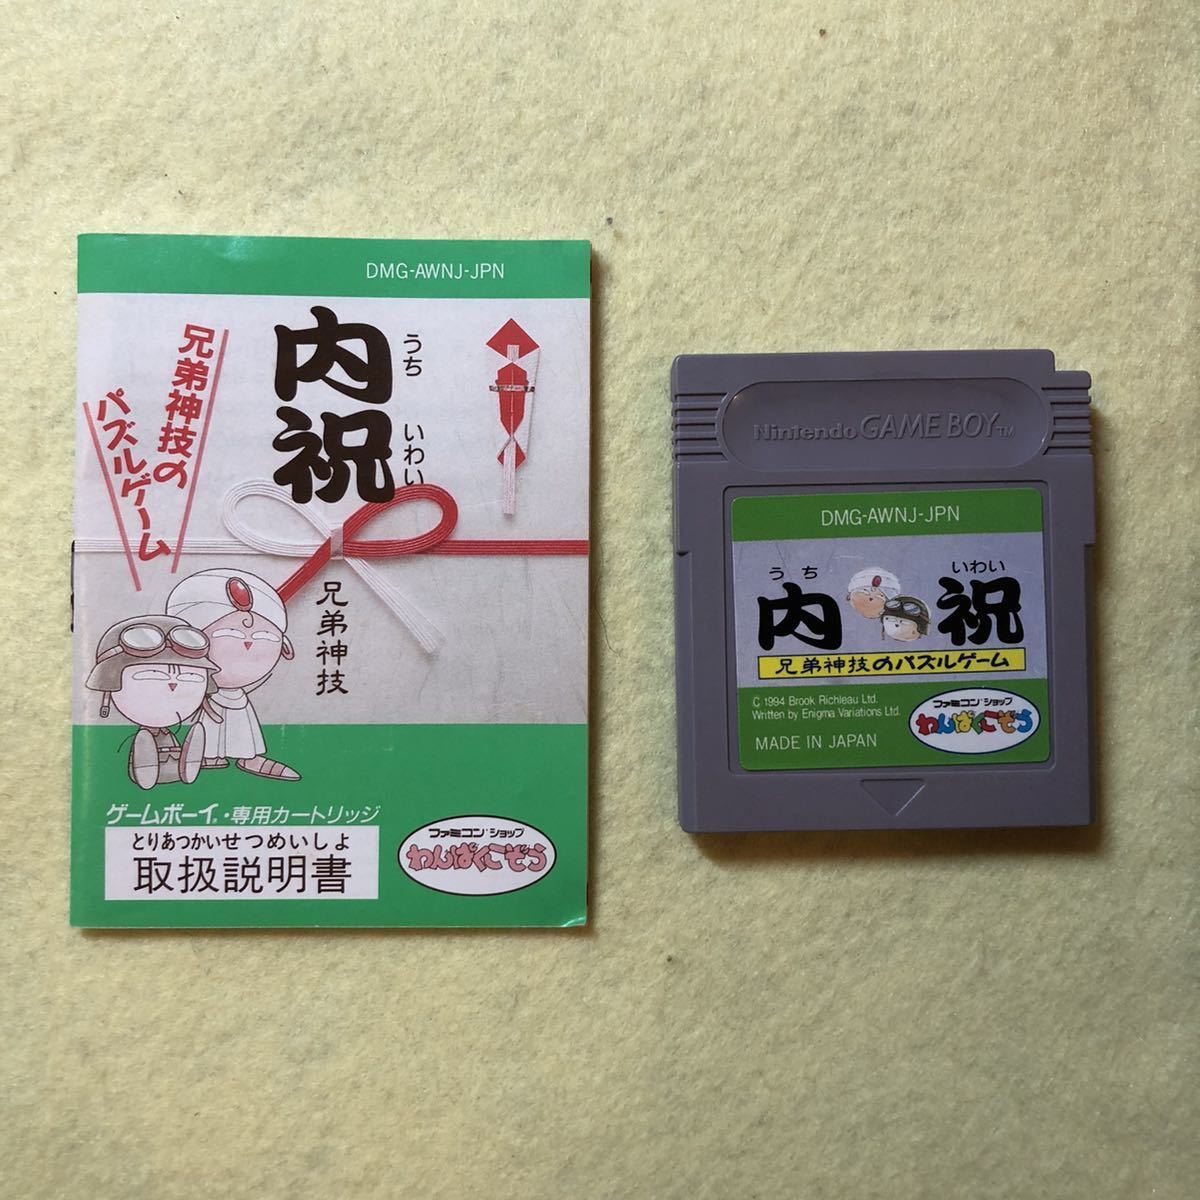 DMG-AWNJ-JPN
内祝
うち いわい
兄弟神技の
パズルゲーム
兄弟神技
ゲームボーイ®・専用カートリッジ
とりあつかいせつめいしよ
取扱説明書
ファミコンショップ
わんぱくこぞう
Nintendo GAME BOY™
DMG-AWNJ-JPN
うち いわい
内祝
兄弟神技のパズルゲーム
© 1994 Brook Richleau Ltd.
Written by Enigma Variations Ltd.
MADE IN JAPAN
ファミコンショップ
わんぱくこぞう